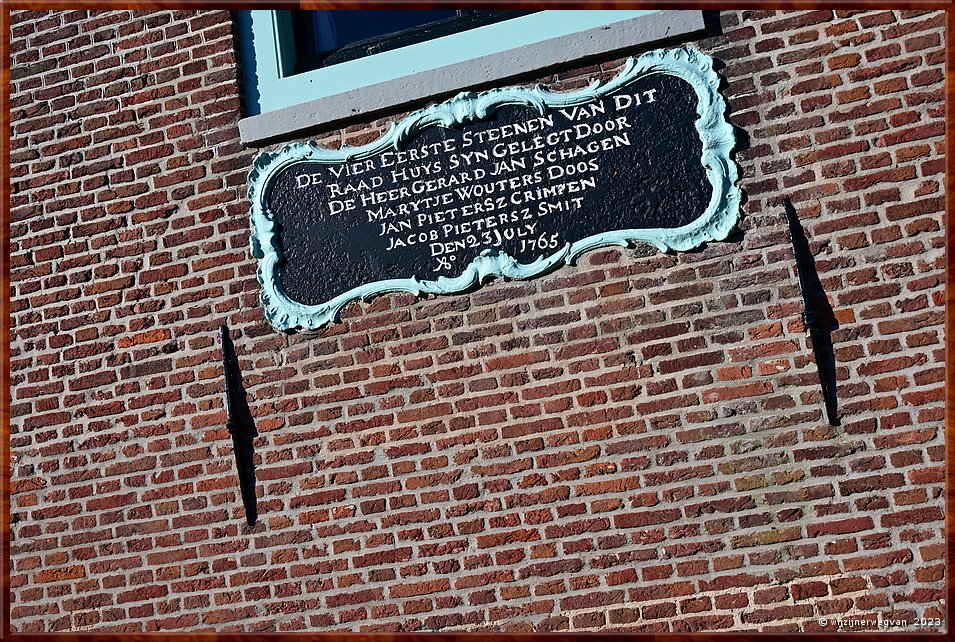 DE VIER EERSTE STEENEN VAN DIT
RAAD HUYS SYN GELEGT DOOR
DE HEER GERARD JAN SCHAGEN
MARYTJE WOUTERS DOOS
JAN PIETERSZ CRIMPEN
JACOB PIETERSZ SMIT
DEN 23 JULY
Aº 1765
© wijzijnerwegvan 2023